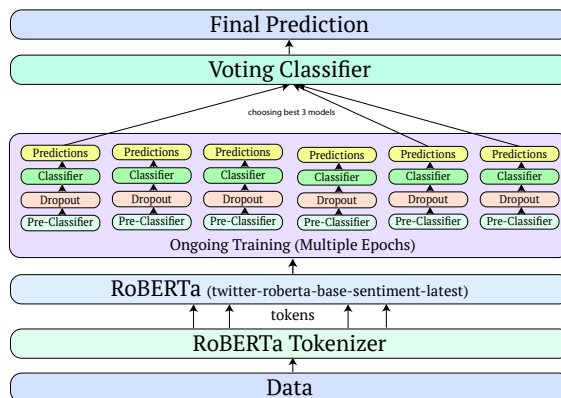 Final Prediction
Voting Classifier
choosing best 3 models
Predictions Predictions Predictions Predictions Predictions Predictions
Classifier Classifier Classifier Classifier Classifier Classifier
Dropout Dropout Dropout Dropout Dropout Dropout
Pre-Classifier Pre-Classifier Pre-Classifier Pre-Classifier Pre-Classifier Pre-Classifier
Ongoing Training (Multiple Epochs)
RoBERTa (twitter-roberta-base-sentiment-latest)
tokens
RoBERTa Tokenizer
Data